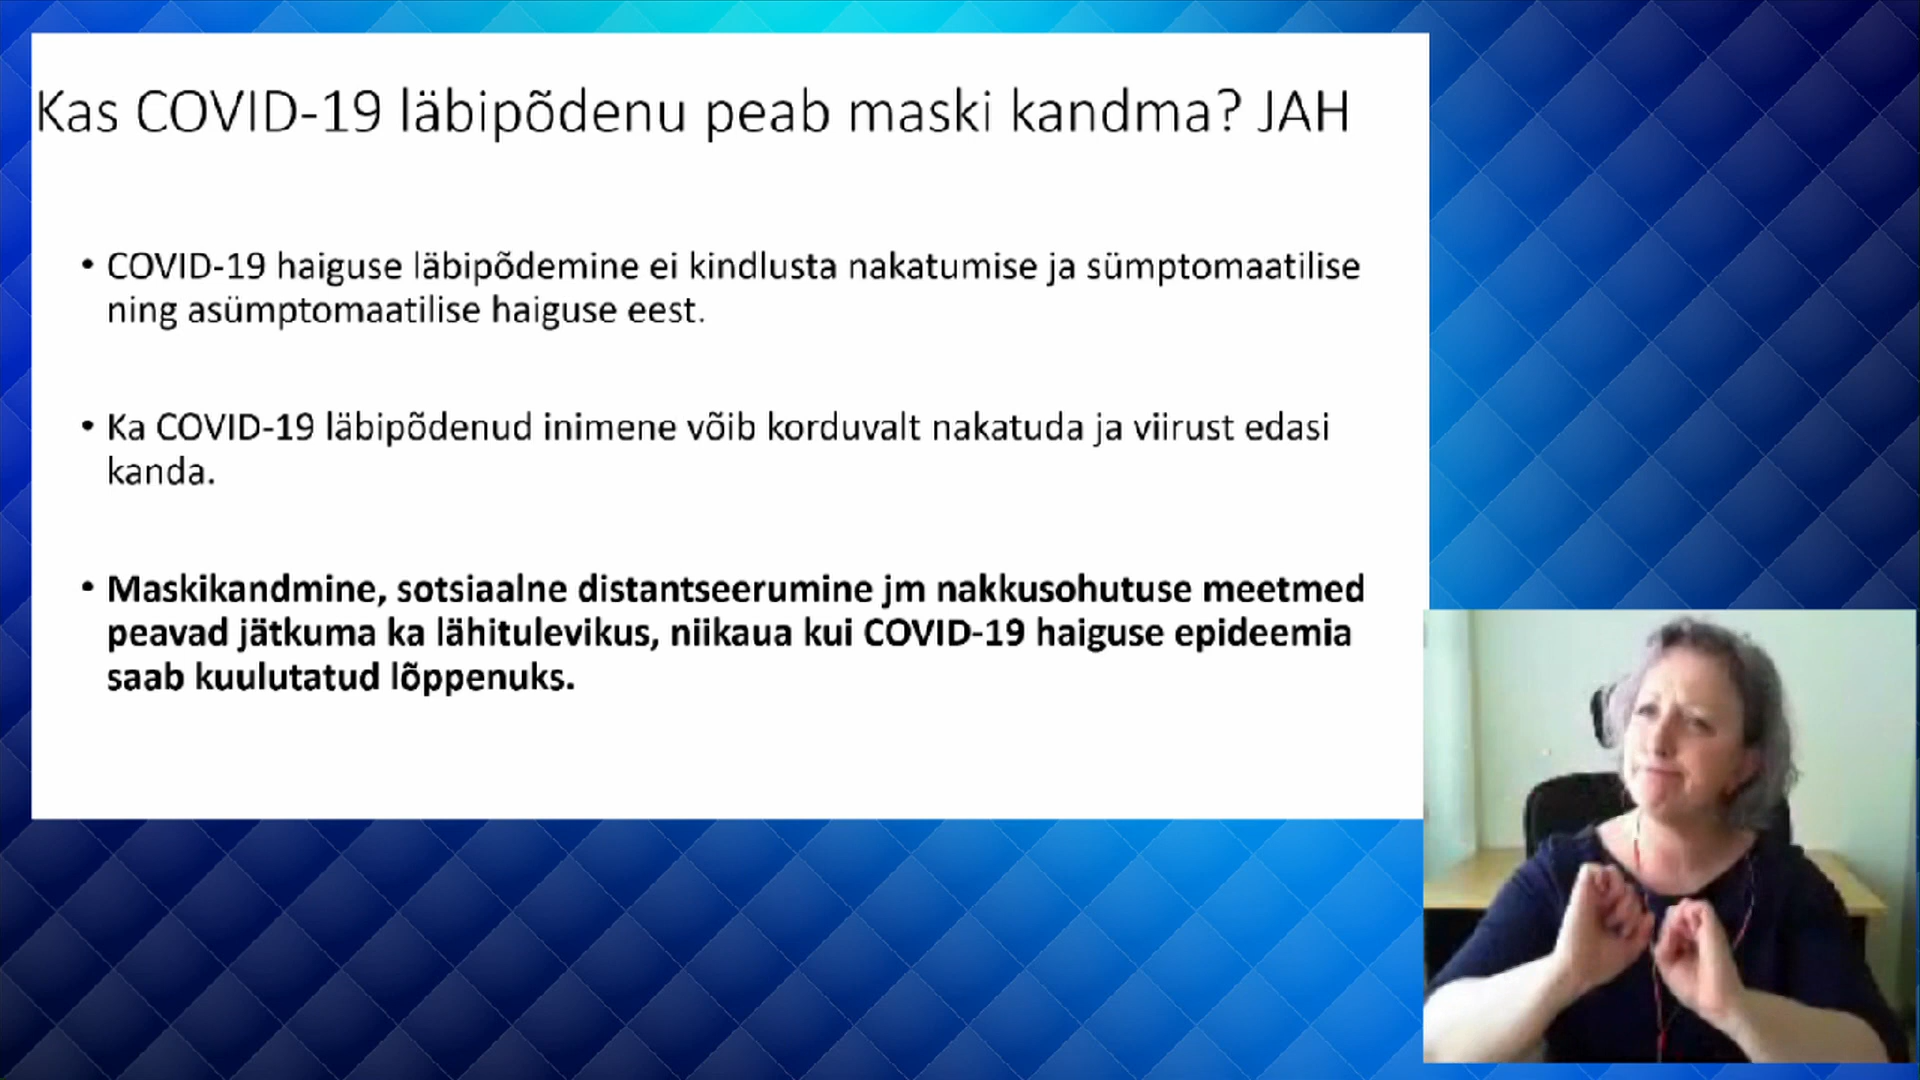 Kas COVID-19 läbipõdenu peab maski kandma? JAH
• COVID-19 haiguse läbipõdemine ei kindlusta nakatumise ja sümptomaatilise
ning asümptomaatilise haiguse eest.
• Ka COVID-19 läbipõdenud inimene võib korduvalt nakatuda ja viirust edasi
kanda.
• Maskikandmine, sotsiaalne distantseerumine jm nakkusohutuse meetmed
peavad jätkuma ka lähitulevikus, niikaua kui COVID-19 haiguse epideemia
saab kuulutatud lõppenuks.